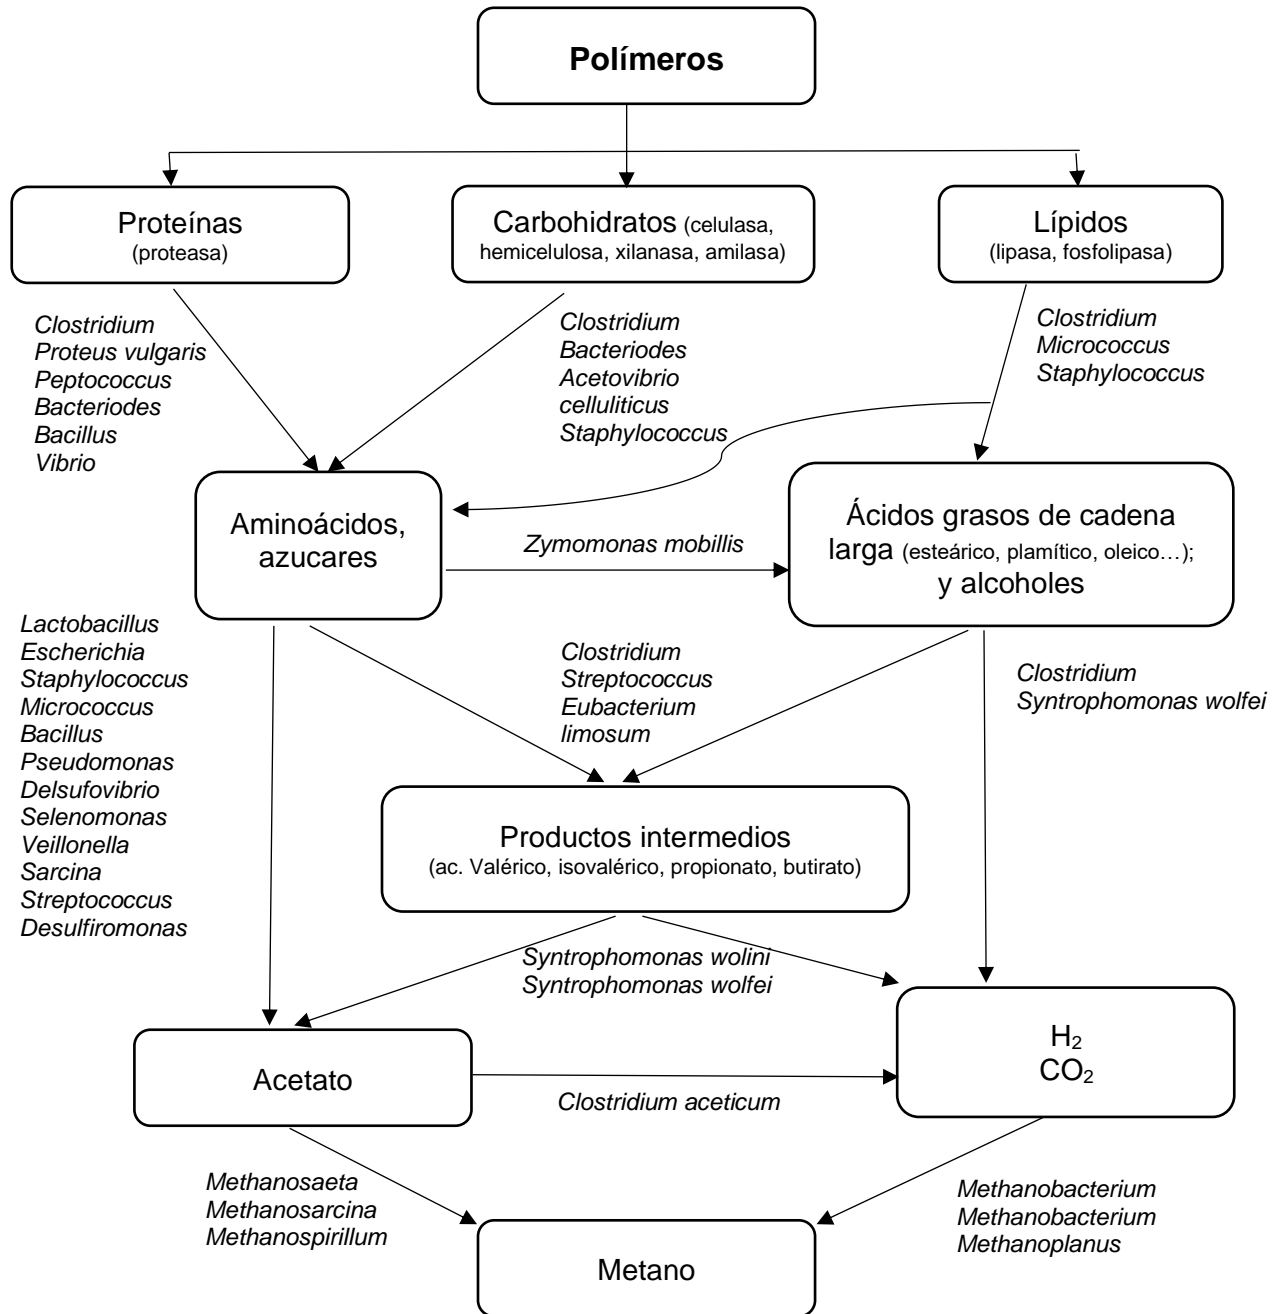 Polímeros
Proteínas
(proteasa)
Carbohidratos (celulasa,
hemicelulosa, xilanasa, amilasa)
Lípidos
(lipasa, fosfolipasa)
Clostridium
Proteus vulgaris
Peptococcus
Bacteriodes
Bacillus
Vibrio
Clostridium
Bacteriodes
Acetovibrio
celluliticus
Staphylococcus
Clostridium
Micrococcus
Staphylococcus
Aminoácidos,
azucares
Zymomonas mobillis
Ácidos grasos de cadena
larga (esteárico, plamítico, oleico…);
y alcoholes
Lactobacillus
Escherichia
Staphylococcus
Micrococcus
Bacillus
Pseudomonas
Delsufovibrio
Selenomonas
Veillonella
Sarcina
Streptococcus
Desulfiromonas
Clostridium
Streptococcus
Eubacterium
limosum
Clostridium
Syntrophomonas wolfei
Productos intermedios
(ac. Valérico, isovalérico, propionato, butirato)
Syntrophomonas wolini
Syntrophomonas wolfei
Acetato
Clostridium aceticum
H₂
CO₂
Methanosaeta
Methanosarcina
Methanospirillum
Methanobacterium
Methanobacterium
Methanoplanus
Metano